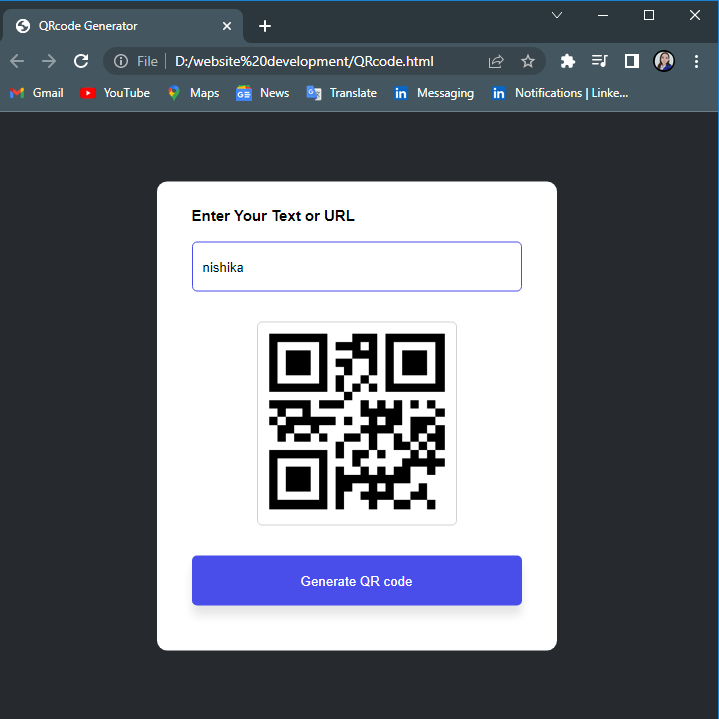 QRcode Generator
File | D:/website%20development/QRcode.html
Gmail YouTube Maps News Translate Messaging Notifications | Linke...
Enter Your Text or URL
nishika
Generate QR code